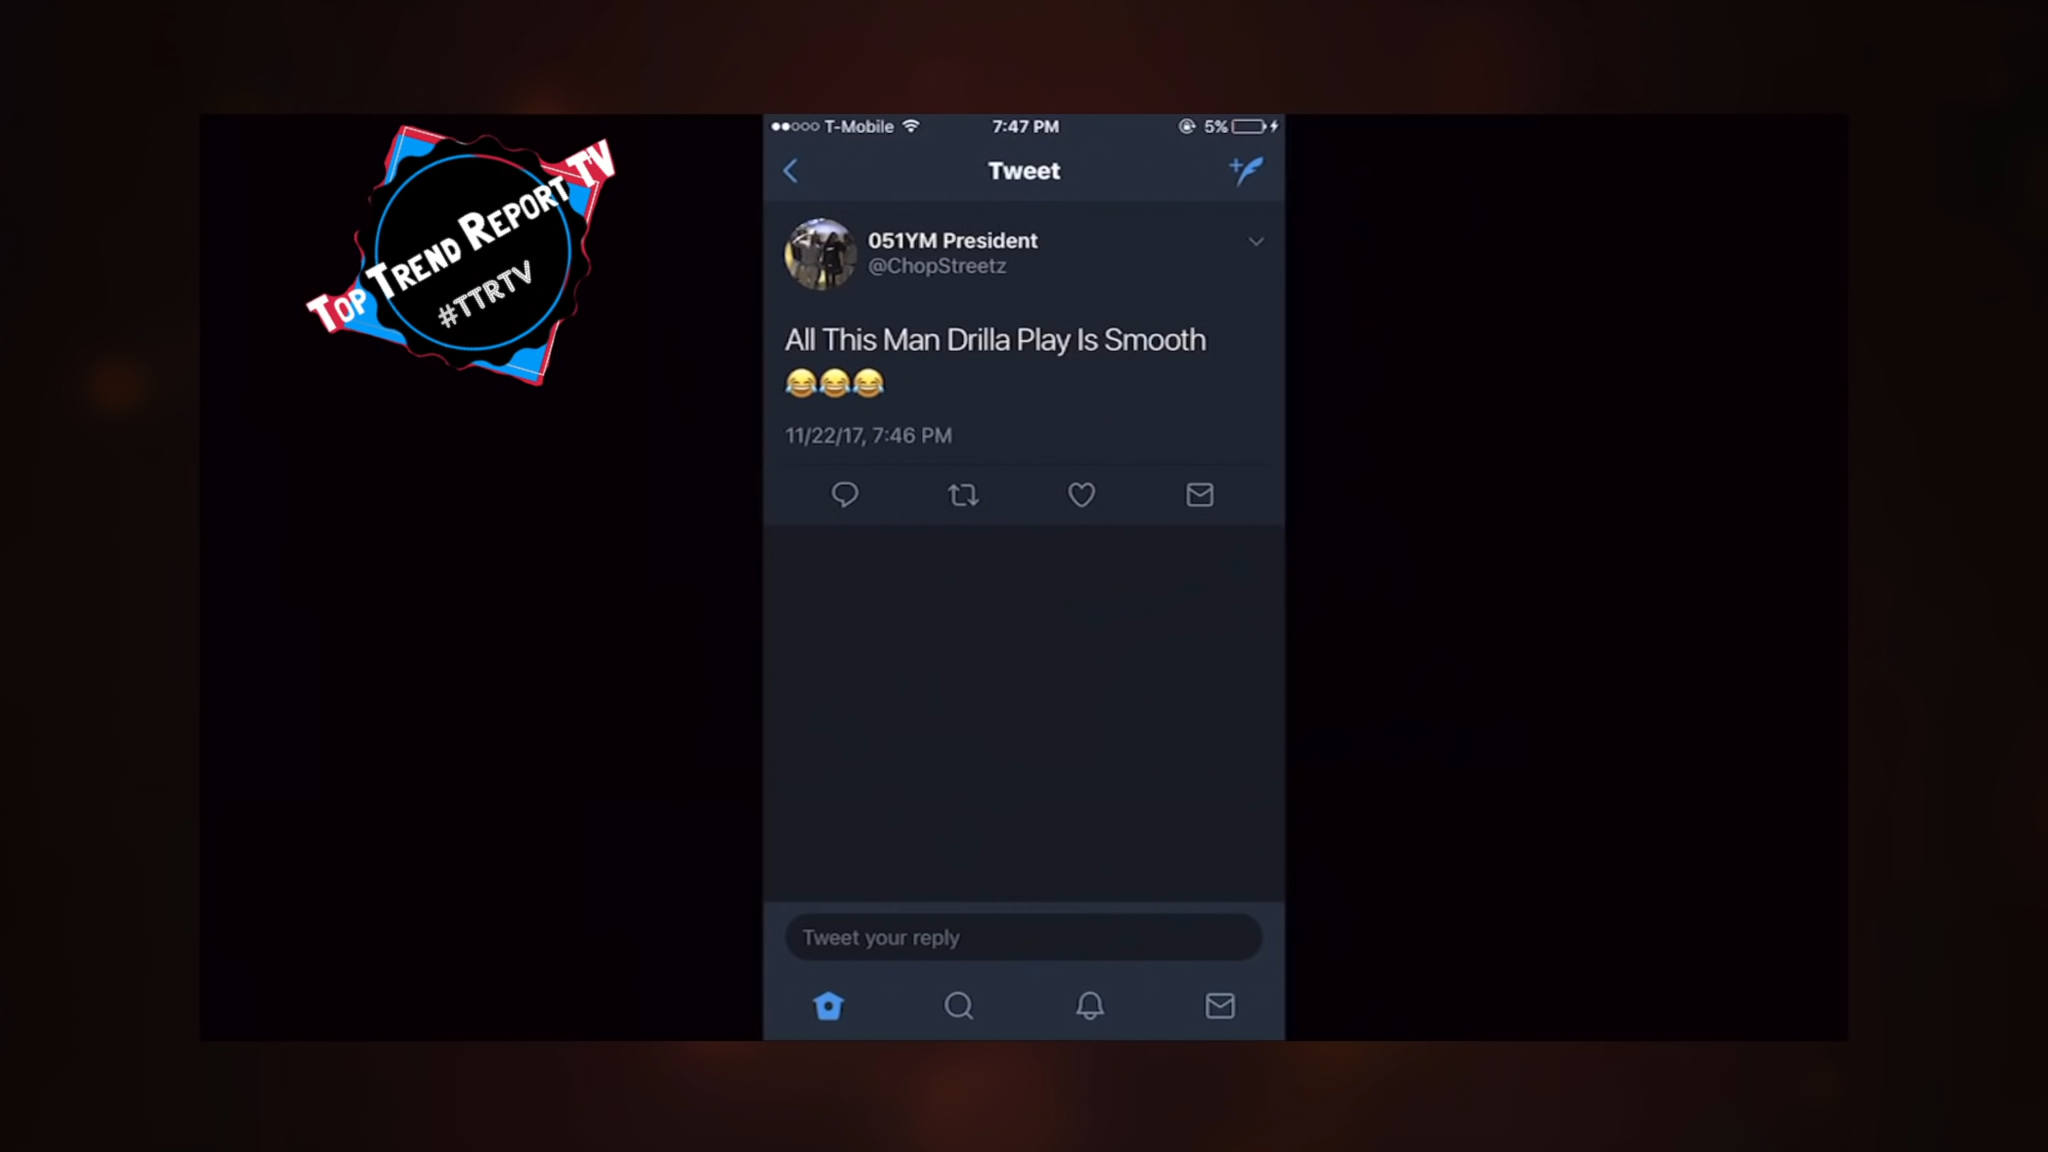 TOP TREND REPORT TV
#TTRTV
T-Mobile 7:47 PM 5%
Tweet
051YM President
@ChopStreetz
All This Man Drilla Play Is Smooth
😂😂😂
11/22/17, 7:46 PM
Tweet your reply